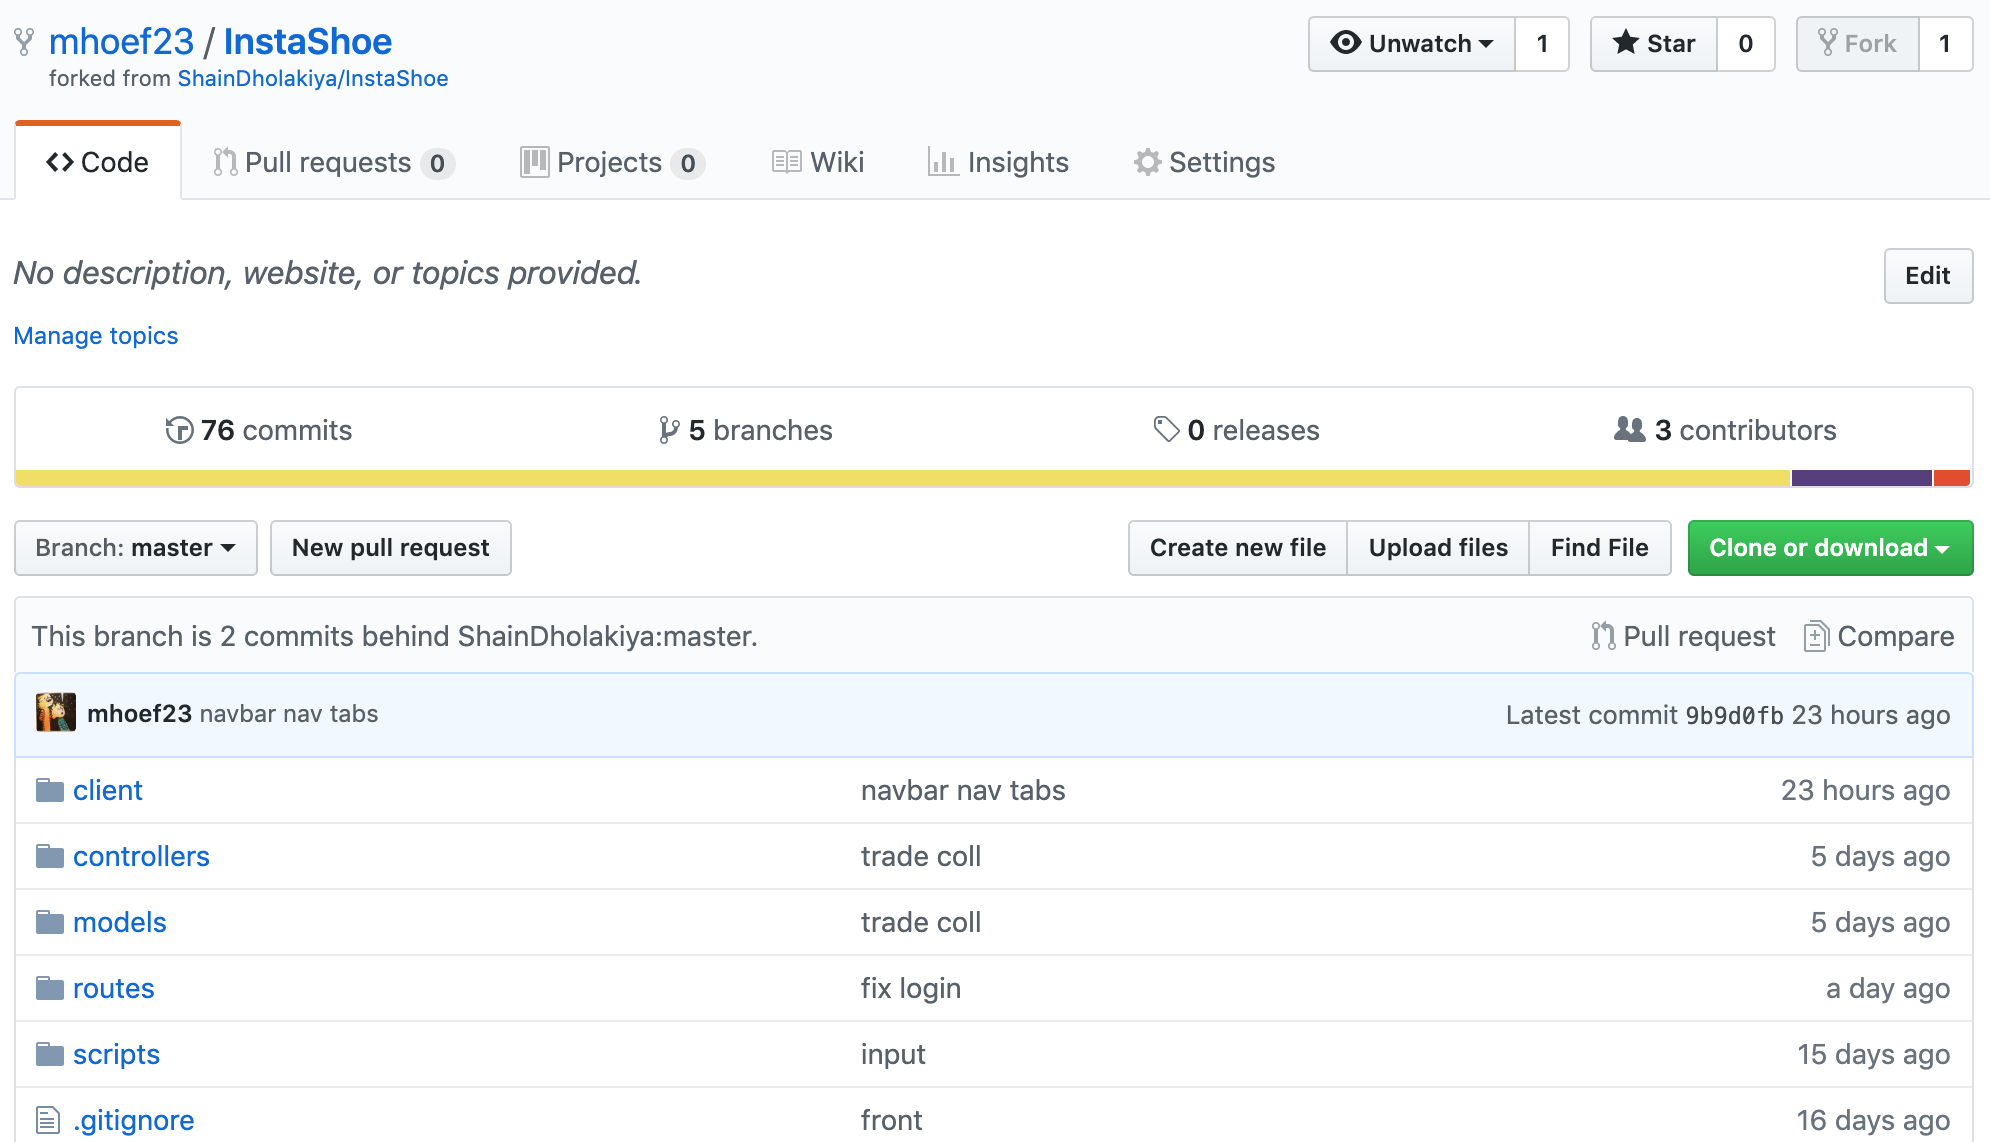 mhoef23 / InstaShoe
forked from ShainDholakiya/InstaShoe
Unwatch 1
Star 0
Fork 1
Code
Pull requests 0
Projects 0
Wiki
Insights
Settings
No description, website, or topics provided.
Edit
Manage topics
76 commits
5 branches
0 releases
3 contributors
Branch: master
New pull request
Create new file
Upload files
Find File
Clone or download
This branch is 2 commits behind ShainDholakiya:master.
Pull request
Compare
mhoef23 navbar nav tabs
Latest commit 9b9d0fb 23 hours ago
client navbar nav tabs 23 hours ago
controllers trade coll 5 days ago
models trade coll 5 days ago
routes fix login a day ago
scripts input 15 days ago
.gitignore front 16 days ago